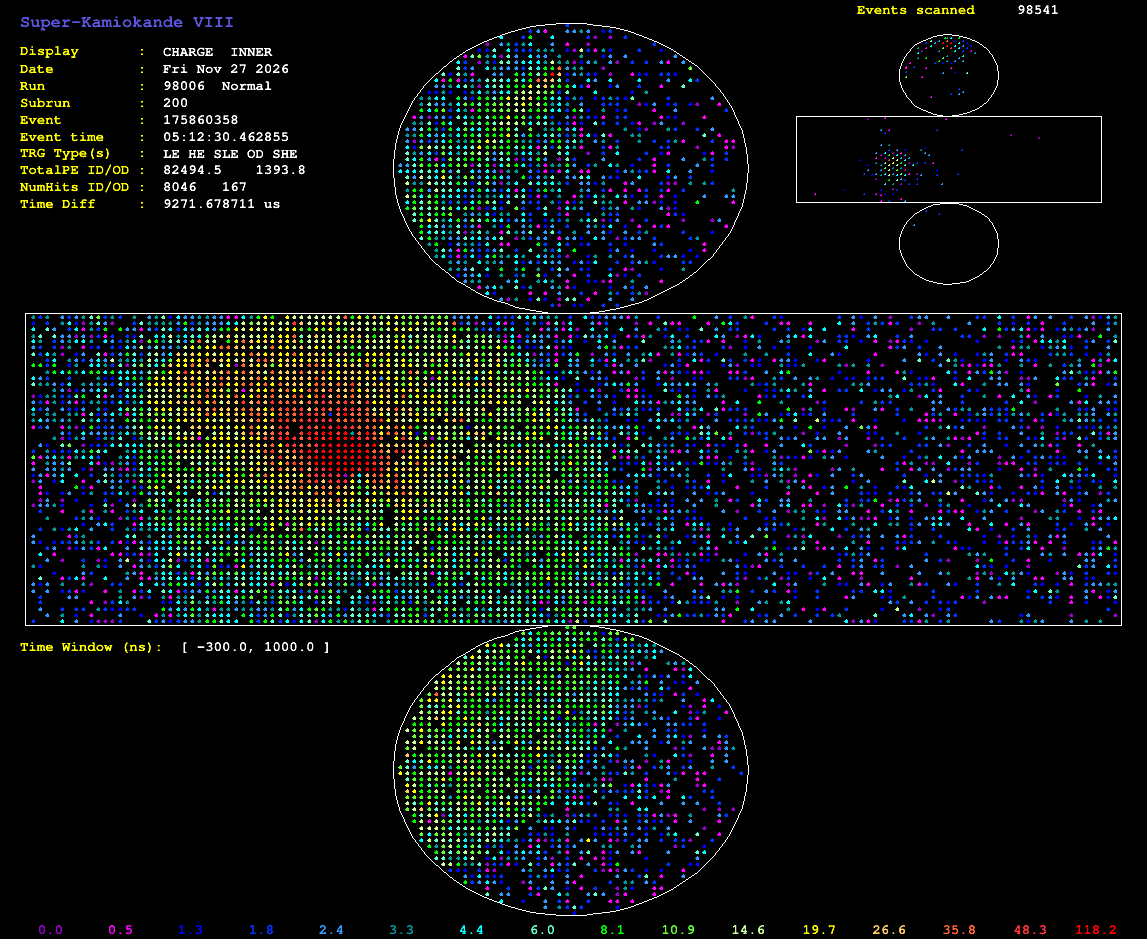 Super-Kamiokande VIII
Events scanned 98541
Display : CHARGE INNER
Date : Fri Nov 27 2026
Run : 98006 Normal
Subrun : 200
Event : 175860358
Event time : 05:12:30.462855
TRG Type(s) : LE HE SLE OD SHE
TotalPE ID/OD : 82494.5 1393.8
NumHits ID/OD : 8046 167
Time Diff : 9271.678711 us
Time Window (ns): [ -300.0, 1000.0 ]
0.0 0.5 1.3 1.8 2.4 3.3 4.4 6.0 8.1 10.9 14.6 19.7 26.6 35.8 48.3 118.2